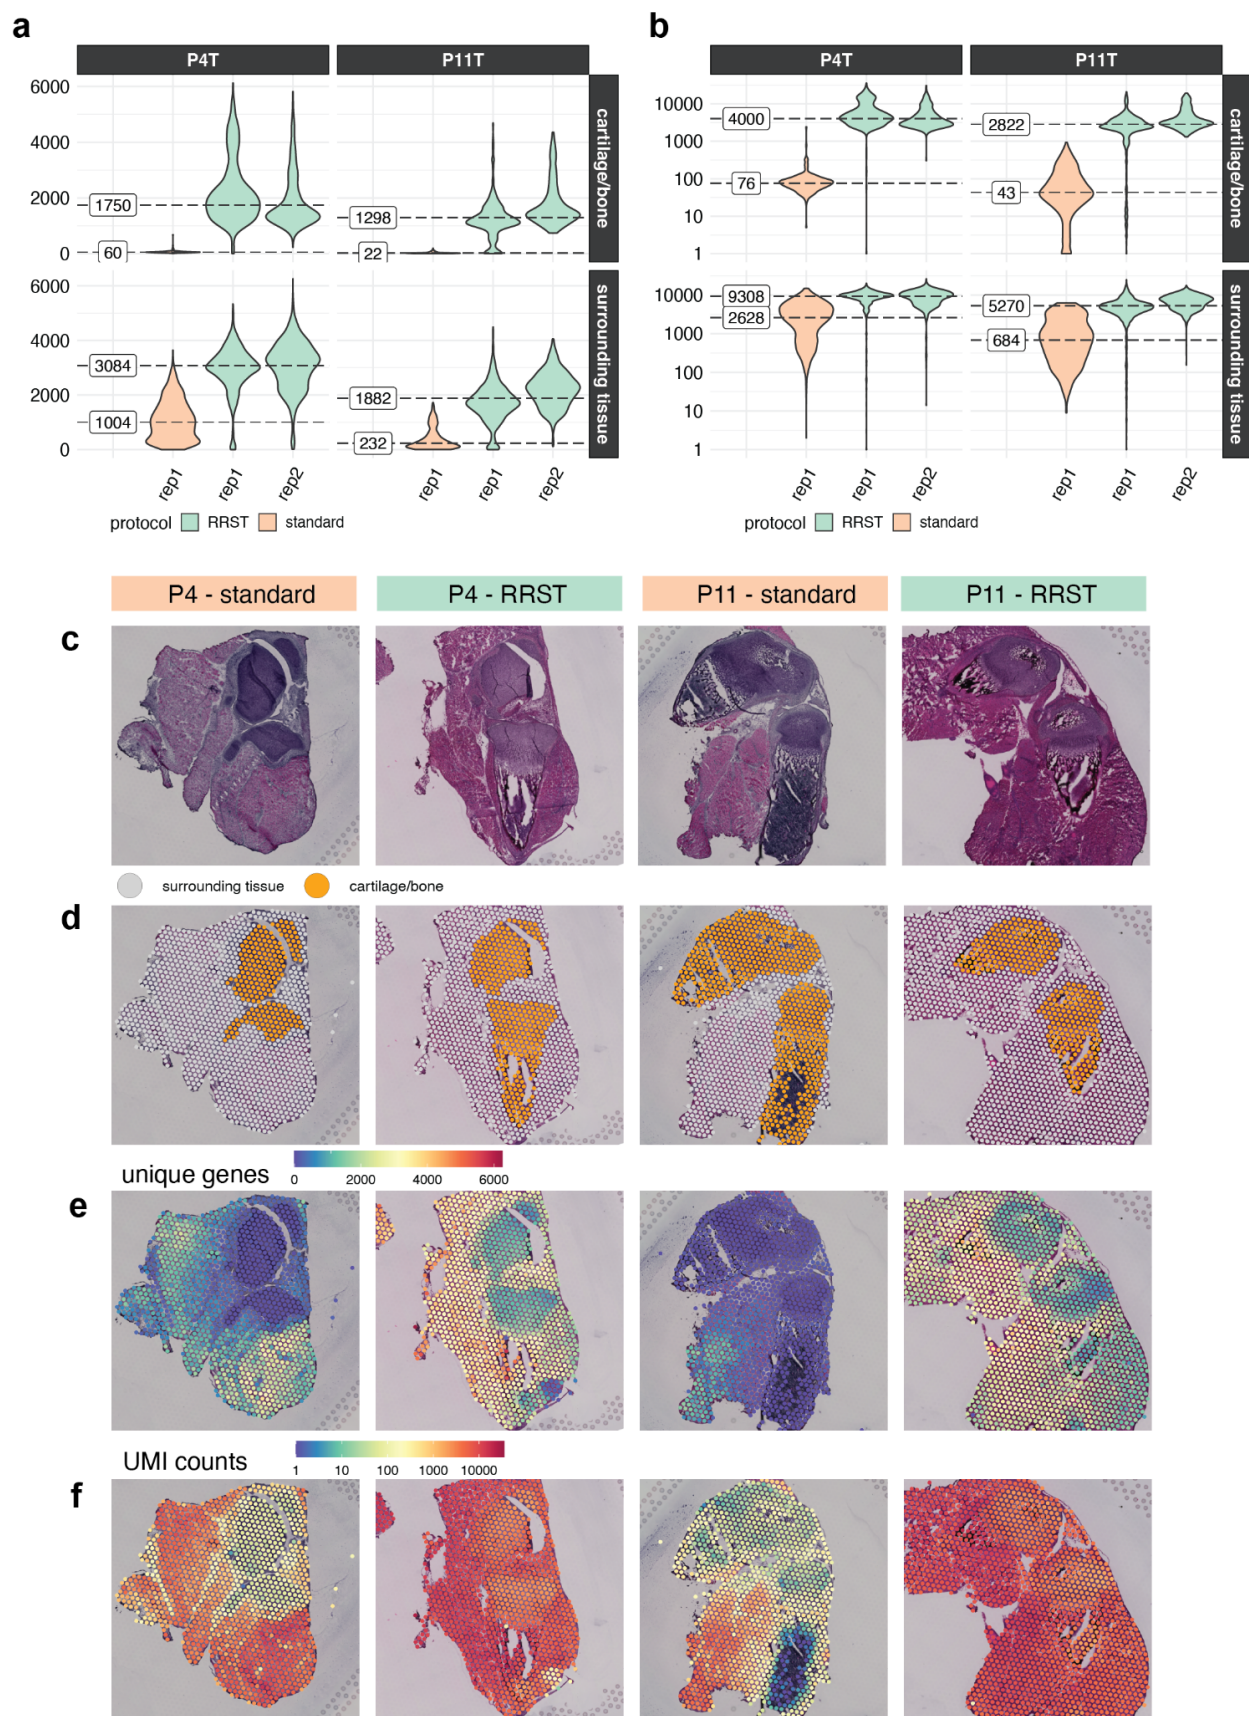 a
P4T P11T
6000
4000
2000
0
1750
60
1298
22
cartilage/bone
6000
4000
2000
0
3084
1004
1882
232
surrounding tissue
rep1 rep1 rep2 rep1 rep1 rep2
protocol RRST standard
b
P4T P11T
10000
1000
100
10
1
4000
76
2822
43
cartilage/bone
10000
1000
100
10
1
9308
2628
5270
684
surrounding tissue
rep1 rep1 rep2 rep1 rep1 rep2
protocol RRST standard
P4 - standard P4 - RRST P11 - standard P11 - RRST
c
surrounding tissue cartilage/bone
d
unique genes
0 2000 4000 6000
e
UMI counts
1 10 100 1000 10000
f